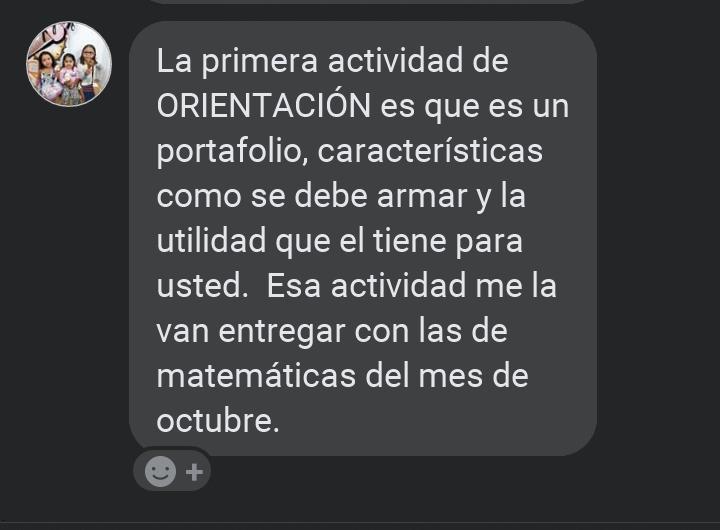 La primera actividad de
ORIENTACIÓN es que es un
portafolio, características
como se debe armar y la
utilidad que el tiene para
usted.  Esa actividad me la
van entregar con las de
matemáticas del mes de
octubre.